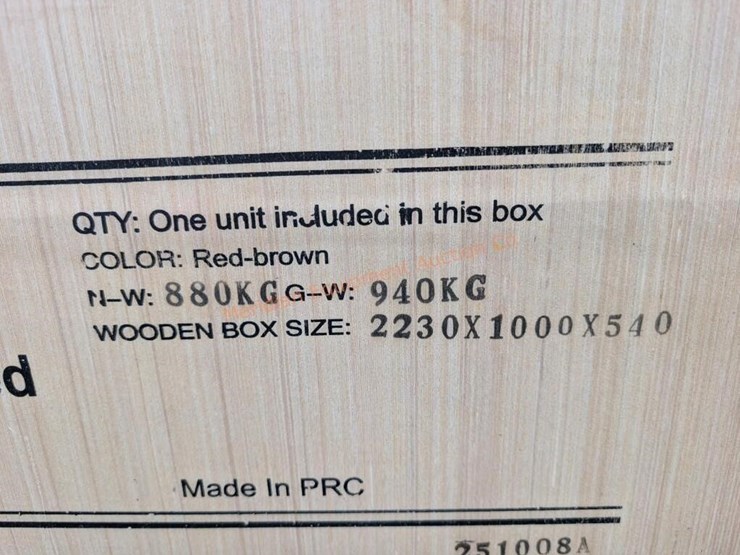 QTY: One unit included in this box
COLOR: Red-brown
N-W: 880KG G-W: 940KG
WOODEN BOX SIZE: 2230X1000X540
d
Made In PRC
251008A